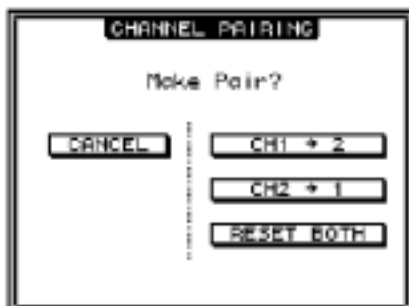 CHANNEL PAIRING
Make Pair?
CANCEL
CH1 → 2
CH2 → 1
RESET BOTH